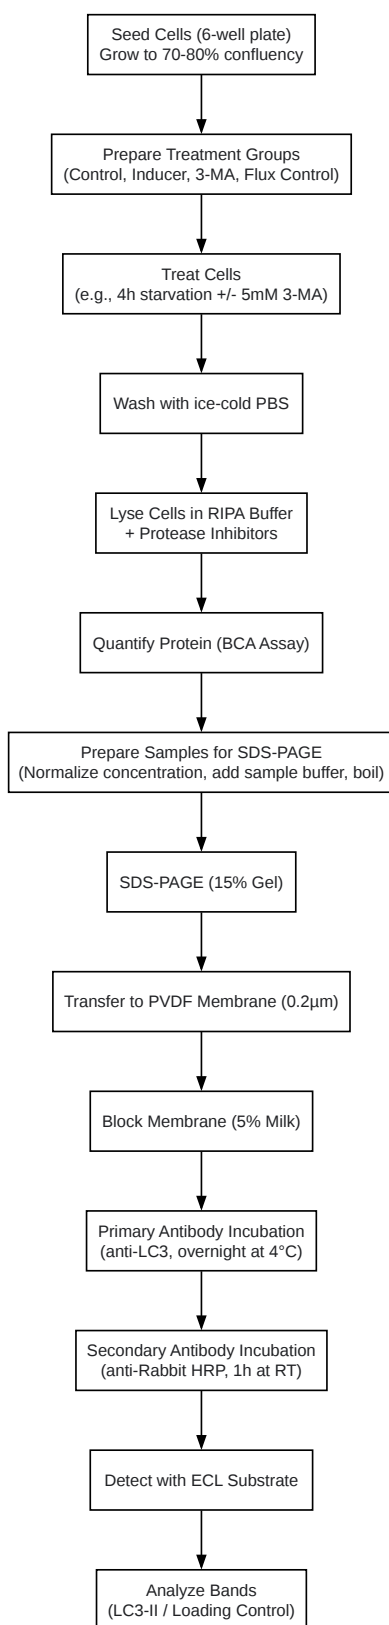 Seed Cells (6-well plate)
Grow to 70-80% confluency
Prepare Treatment Groups
(Control, Inducer, 3-MA, Flux Control)
Treat Cells
(e.g., 4h starvation +/- 5mM 3-MA)
Wash with ice-cold PBS
Lyse Cells in RIPA Buffer
+ Protease Inhibitors
Quantify Protein (BCA Assay)
Prepare Samples for SDS-PAGE
(Normalize concentration, add sample buffer, boil)
SDS-PAGE (15% Gel)
Transfer to PVDF Membrane (0.2µm)
Block Membrane (5% Milk)
Primary Antibody Incubation
(anti-LC3, overnight at 4°C)
Secondary Antibody Incubation
(anti-Rabbit HRP, 1h at RT)
Detect with ECL Substrate
Analyze Bands
(LC3-II / Loading Control)